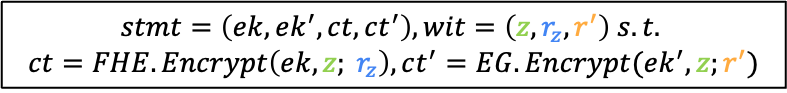 stmt = (ek, ek′, ct, ct′), wit = (z, r_z, r′) s.t.
ct = FHE.Encrypt(ek, z; r_z), ct′ = EG.Encrypt(ek′, z; r′)